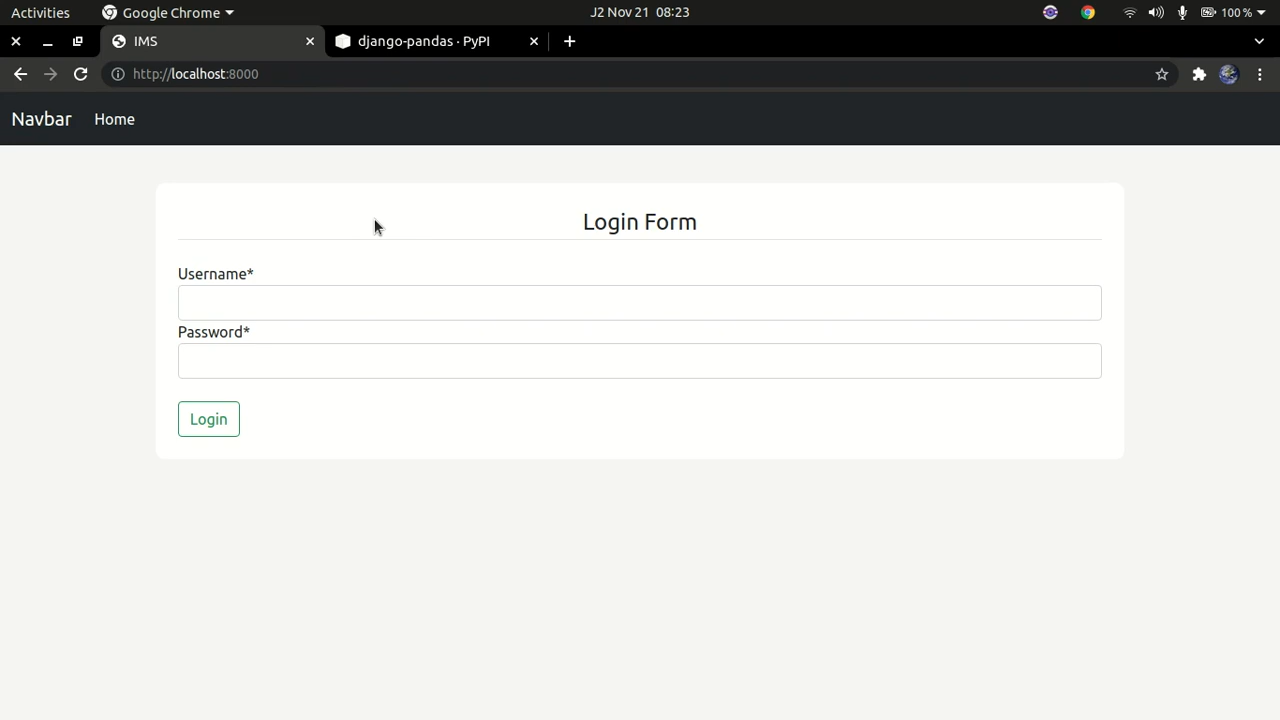 Activities Google Chrome J2 Nov 21 08:23 100 %
IMS django-pandas · PyPI
http://localhost:8000
Navbar Home
Login Form
Username*
Password*
Login